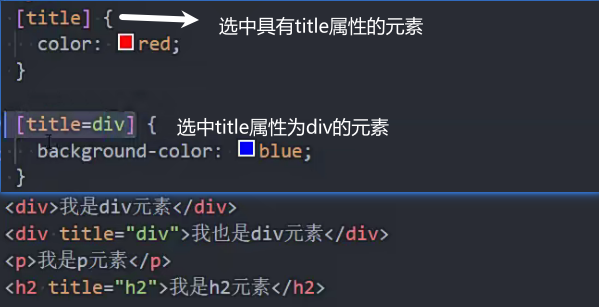 [title] { 选中具有title属性的元素
color: red;
}
[title=div] { 选中title属性为div的元素
background-color: blue;
}
<div>我是div元素</div>
<div title="div">我也是div元素</div>
<p>我是p元素</p>
<h2 title="h2">我是h2元素</h2>